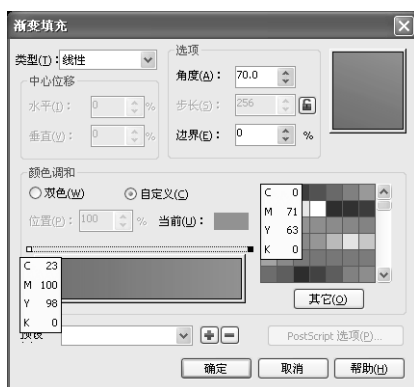 渐变填充
类型(T): 线性
选项
角度(A): 70.0
中心位移
水平(I): 0 %
步长(S): 256
垂直(V): 0 %
边界(E): 0 %
颜色调和
双色(W) 自定义(C)
位置(P): 100 % 当前(U):
C 0
M 71
Y 63
K 0
C 23
M 100
Y 98
K 0
其它(O)
PostScript 选项(P)...
确定 取消 帮助(H)